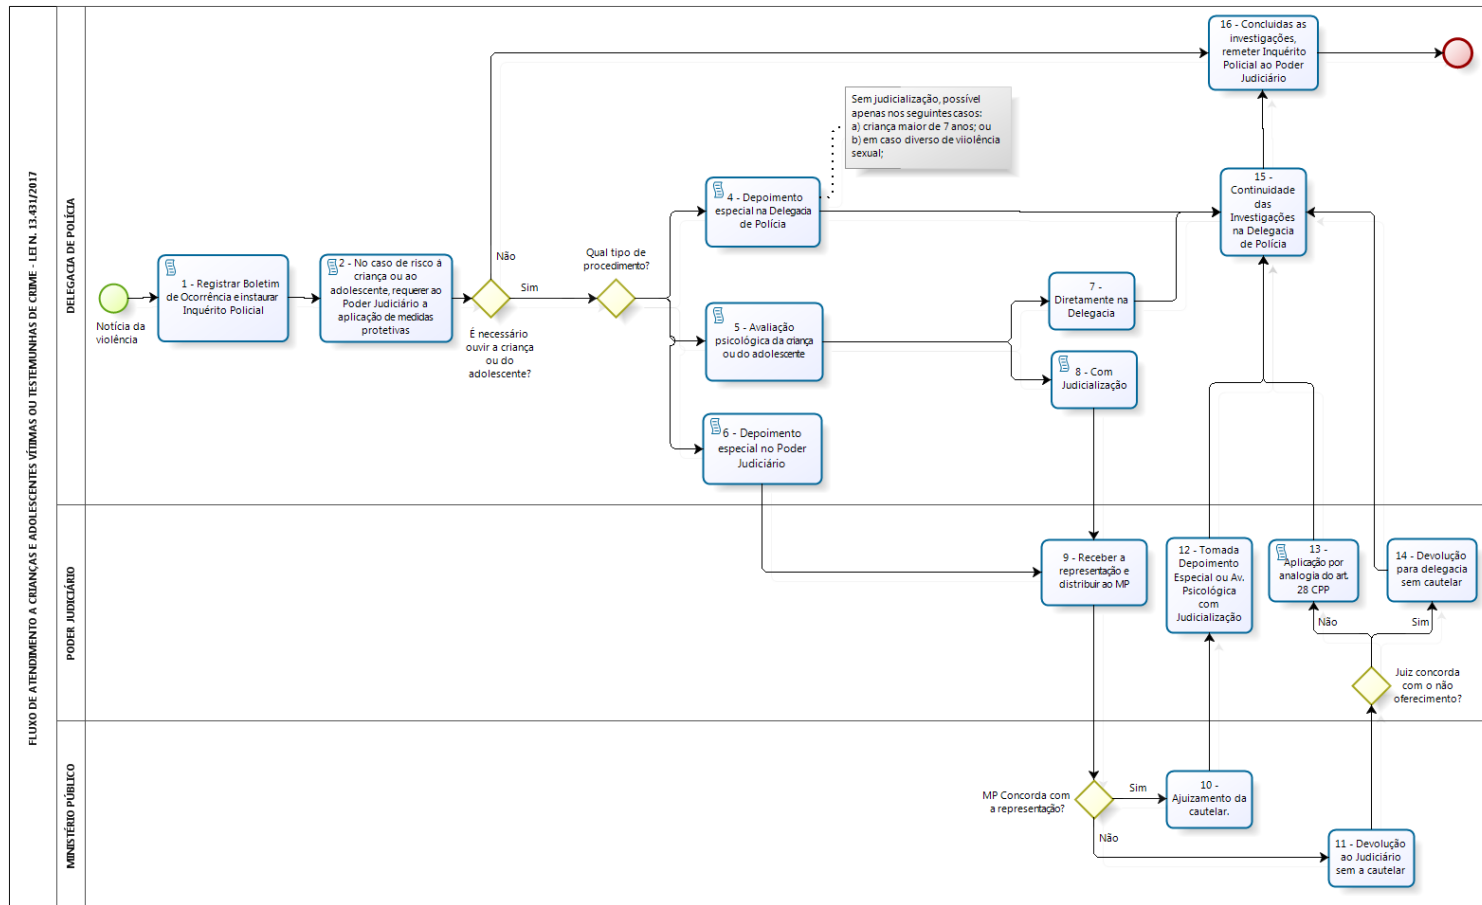 FLUXO DE ATENDIMENTO A CRIANÇAS E ADOLESCENTES VÍTIMAS OU TESTEMUNHAS DE CRIME - LEI N. 13.431/2017
DELEGACIA DE POLÍCIA
Notícia da
violência
1 - Registrar Boletim
de Ocorrência e instaurar
Inquérito Policial
2 - No caso de risco à
criança ou ao
adolescente, requerer ao
Poder Judiciário a
aplicação de medidas
protetivas
É necessário
ouvir a criança
ou do
adolescente?
Não
Sim
Qual tipo de
procedimento?
4 - Depoimento
especial na Delegacia
de Polícia
Sem judicialização, possível
apenas nos seguintes casos:
a) criança maior de 7 anos; ou
b) em caso diverso de viiolência
sexual;
5 - Avaliação
psicológica da criança
ou do adolescente
6 - Depoimento
especial no Poder
Judiciário
7 -
Diretamente na
Delegacia
8 - Com
Judicialização
15 -
Continuidade
das
Investigações
na Delegacia
de Polícia
16 - Concluidas as
investigações,
remeter Inquérito
Policial ao Poder
Judiciário
PODER JUDICIÁRIO
9 - Receber a
representação e
distribuir ao MP
12 - Tomada
Depoimento
Especial ou Av.
Psicológica
com
Judicialização
13 -
Aplicação por
analogia do art.
28 CPP
14 - Devolução
para delegacia
sem cautelar
Não
Sim
Juiz concorda
com o não
oferecimento?
MINISTÉRIO PÚBLICO
MP Concorda com
a representação?
Sim
Não
10 -
Ajuizamento da
cautelar.
11 - Devolução
ao Judiciário
sem a cautelar